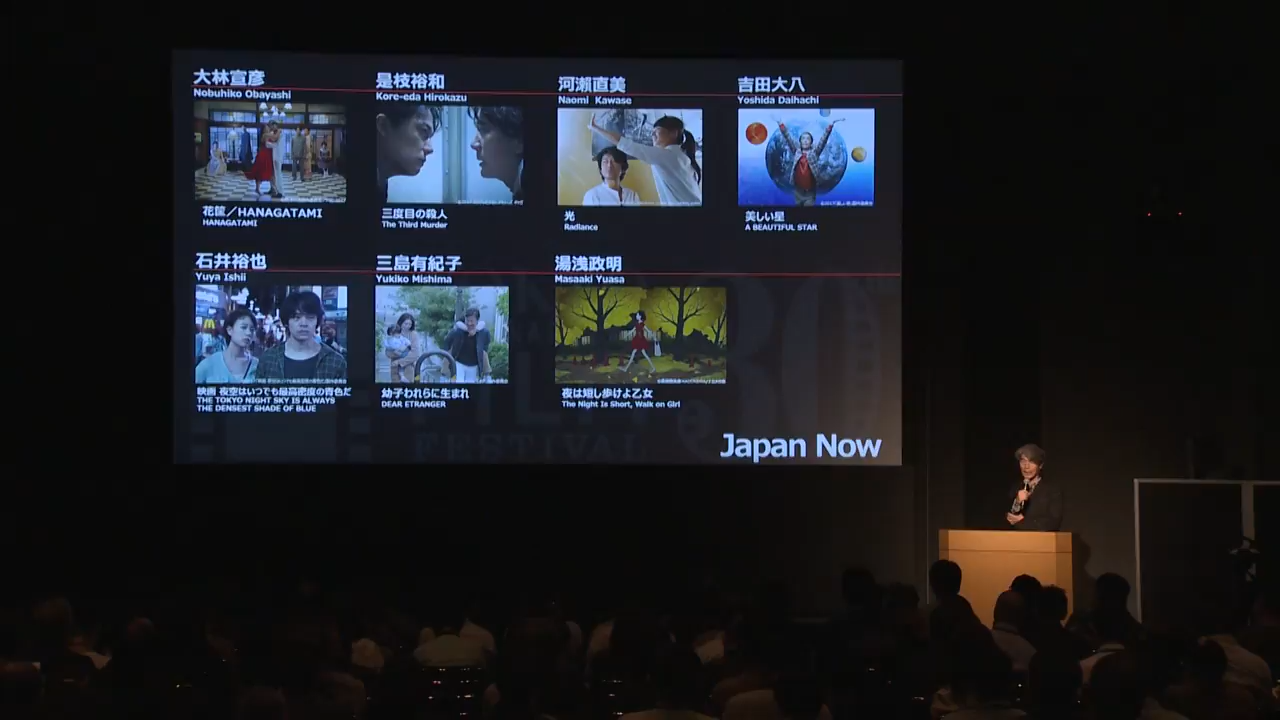 大林宣彦
Nobuhiko Obayashi
是枝裕和
Kore-eda Hirokazu
河瀨直美
Naomi Kawase
吉田大八
Yoshida Daihachi
花筐／HANAGATAMI
HANAGATAMI
三度目の殺人
The Third Murder
光
Radiance
美しい星
A BEAUTIFUL STAR
石井裕也
Yuya Ishii
三島有紀子
Yukiko Mishima
湯浅政明
Masaaki Yuasa
映画 夜空はいつでも最高密度の青色だ
THE TOKYO NIGHT SKY IS ALWAYS
THE DENSEST SHADE OF BLUE
幼子われらに生まれ
DEAR ETRANGER
夜は短し歩けよ乙女
The Night Is Short, Walk on Girl
FESTIVAL
Japan Now